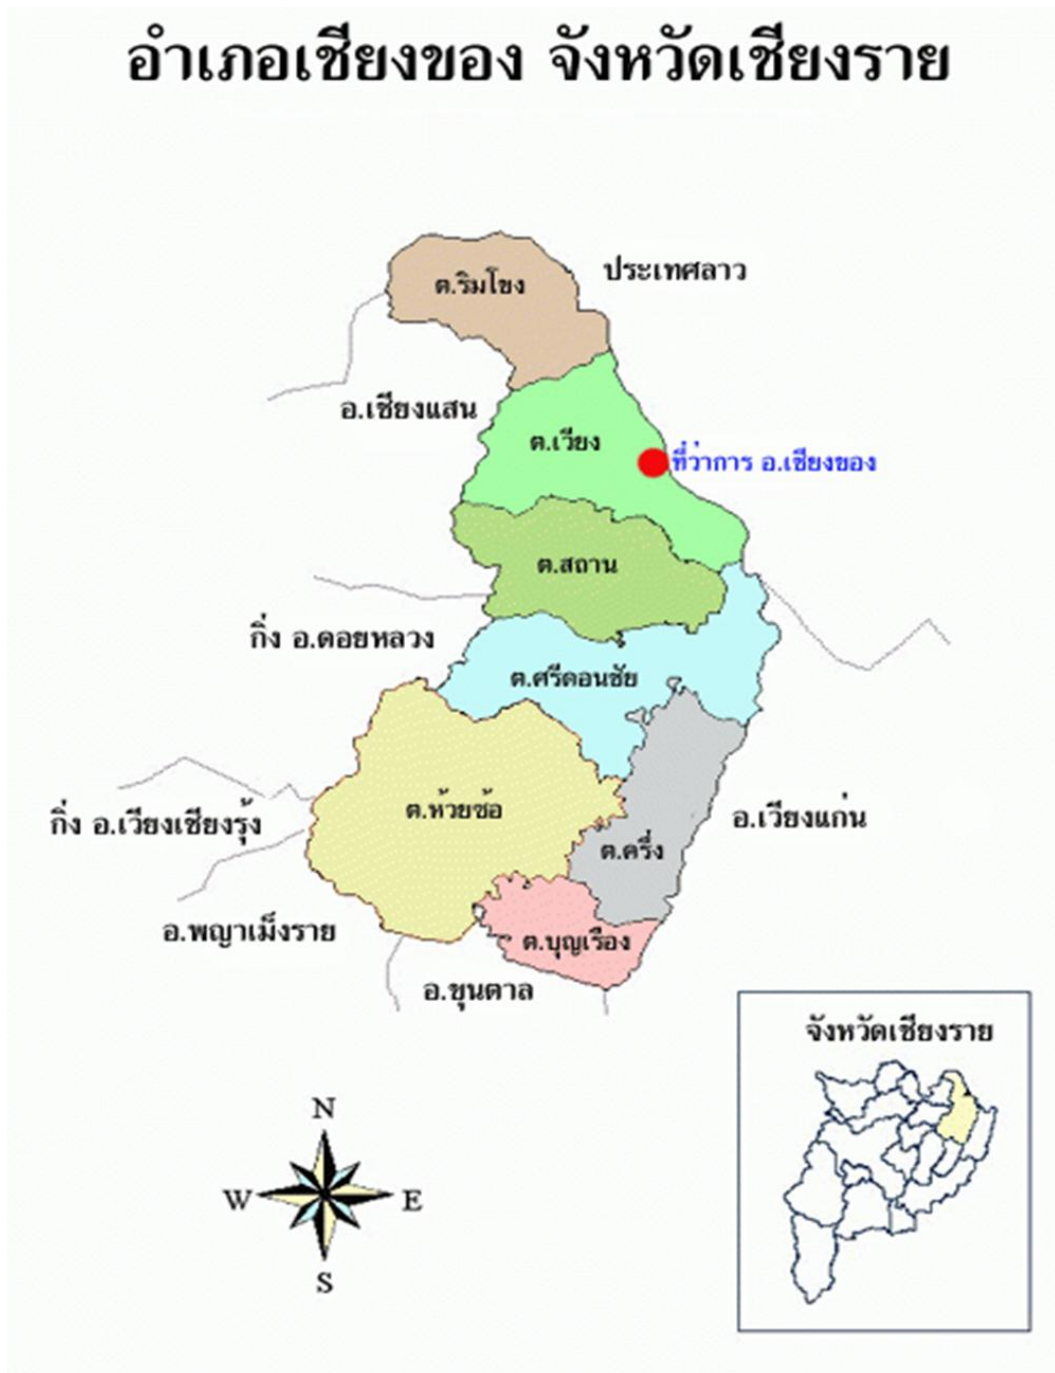 อำเภอเชียงของ จังหวัดเชียงราย
ต.ริมโขง
ประเทศลาว
อ.เชียงแสน
ต.เวียง
ที่ว่าการ อ.เชียงของ
ต.สถาน
กิ่ง อ.ดอยหลวง
ต.ศรีดอนชัย
ต.ห้วยซ้อ
กิ่ง อ.เวียงเชียงรุ้ง
อ.เวียงแก่น
ต.ครึ่ง
อ.พญาเม็งราย
ต.บุญเรือง
อ.ขุนตาล
จังหวัดเชียงราย
N
W
E
S